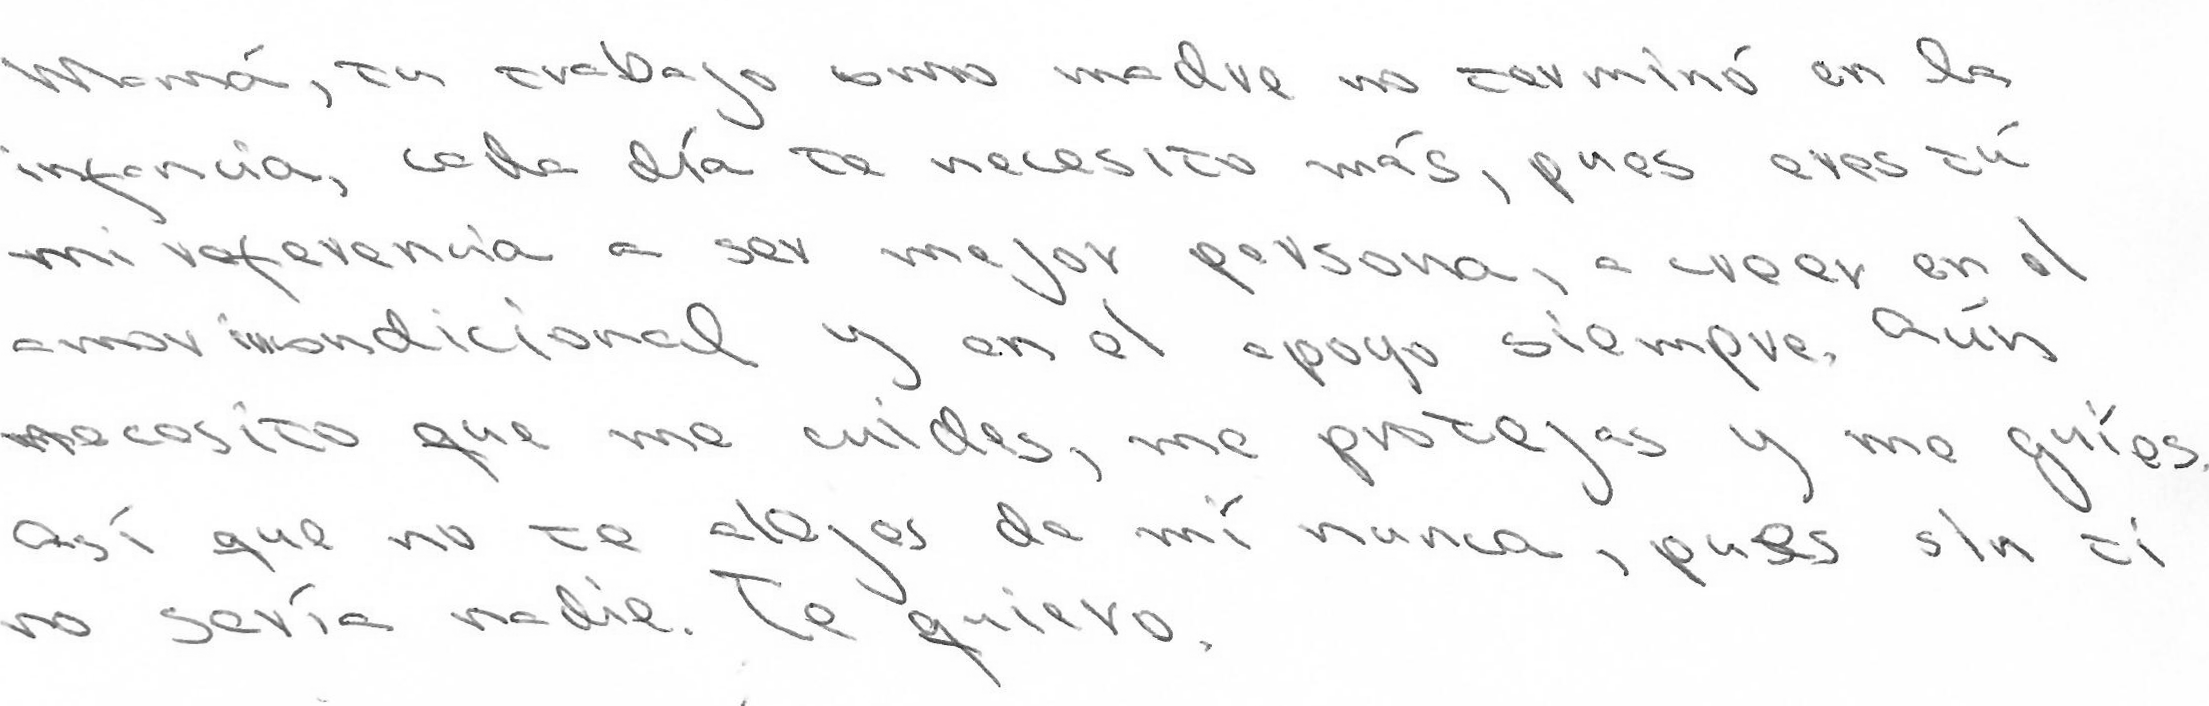 Mamá, tu trabajo como madre no terminó en la
infancia, cada día te necesito más, pues eres tú
mi referencia a ser mejor persona, a creer en el
amor incondicional y en el apoyo siempre. Aún
necesito que me cuides, me protejas y me guíes.
Así que no te alejes de mí nunca, pues sin ti
no sería nadie. Te quiero.